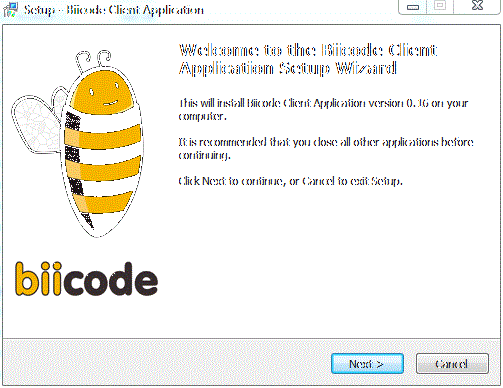 Setup - Biicode Client Application
Welcome to the Biicode Client
Application Setup Wizard
This will install Biicode Client Application version 0.36 on your
computer.
It is recommended that you close all other applications before
continuing.
Click Next to continue, or Cancel to exit Setup.
biicode
Next >
Cancel